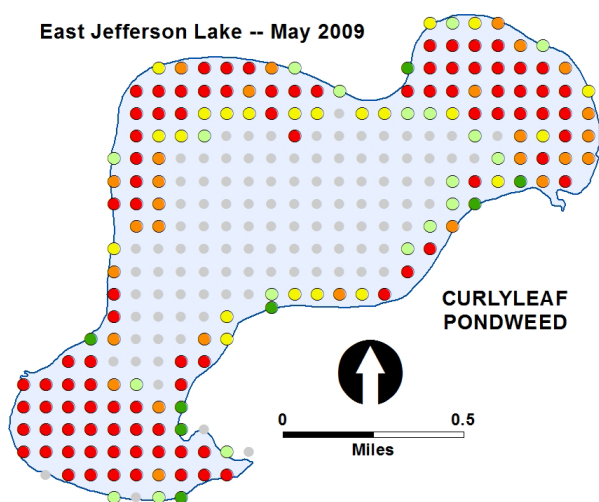 East Jefferson Lake -- May 2009
CURLYLEAF
PONDWEED
0 0.5
Miles